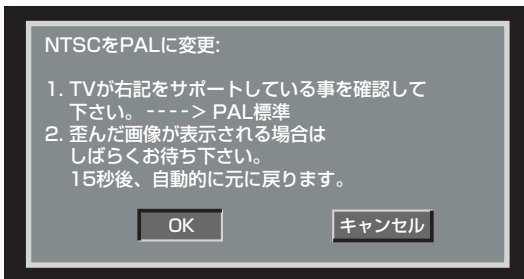 NTSCをPALに変更:
1. TVが右記をサポートしている事を確認して
下さい。----> PAL標準
2. 歪んだ画像が表示される場合は
しばらくお待ち下さい。
15秒後、自動的に元に戻ります。
OK キャンセル